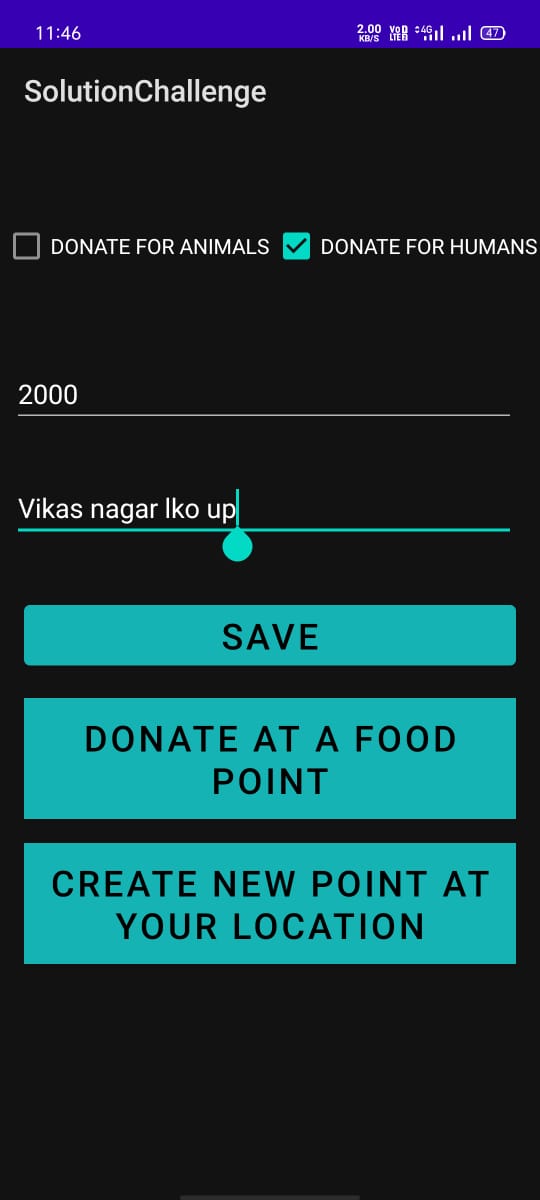 11:46 2.00 KB/S VoD LTE 4G 47
SolutionChallenge
DONATE FOR ANIMALS DONATE FOR HUMANS
2000
Vikas nagar lko up
SAVE
DONATE AT A FOOD
POINT
CREATE NEW POINT AT
YOUR LOCATION